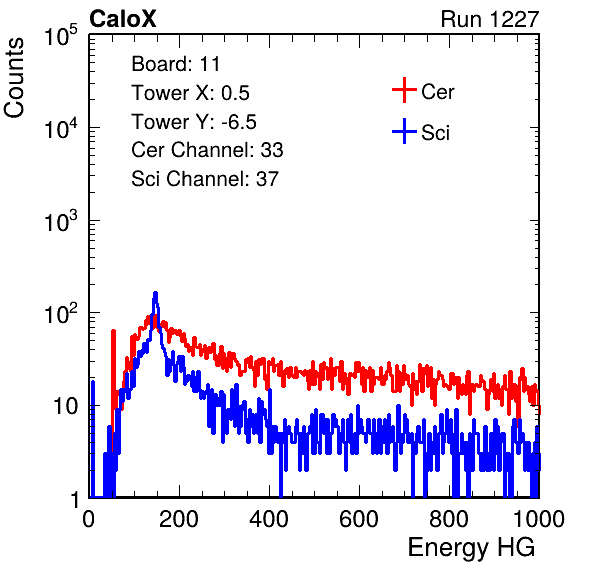 CaloX Run 1227
Counts
10^5
10^4
10^3
10^2
10
1
Board: 11
Tower X: 0.5
Tower Y: -6.5
Cer Channel: 33
Sci Channel: 37
Cer
Sci
0 200 400 600 800 1000
Energy HG